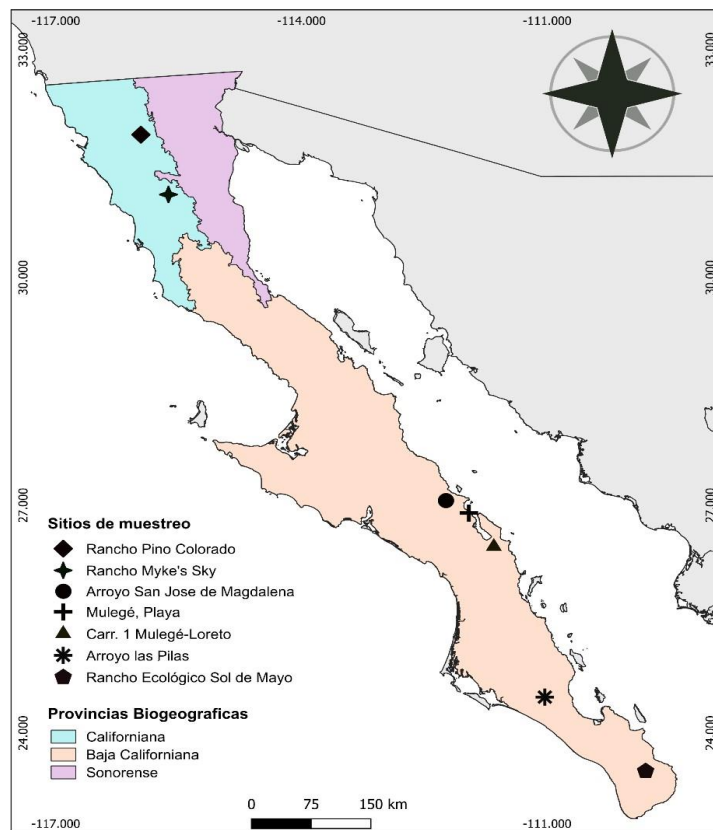 -117.000 -114.000 -111.000
33.000 33.000
30.000 30.000
27.000 27.000
Sitios de muestreo
Rancho Pino Colorado
Rancho Myke's Sky
Arroyo San Jose de Magdalena
Mulegé, Playa
Carr. 1 Mulegé-Loreto
Arroyo las Pilas
Rancho Ecológico Sol de Mayo
Provincias Biogeograficas
Californiana
Baja Californiana
Sonorense
24.000 24.000
0 75 150 km
-117.000 -111.000